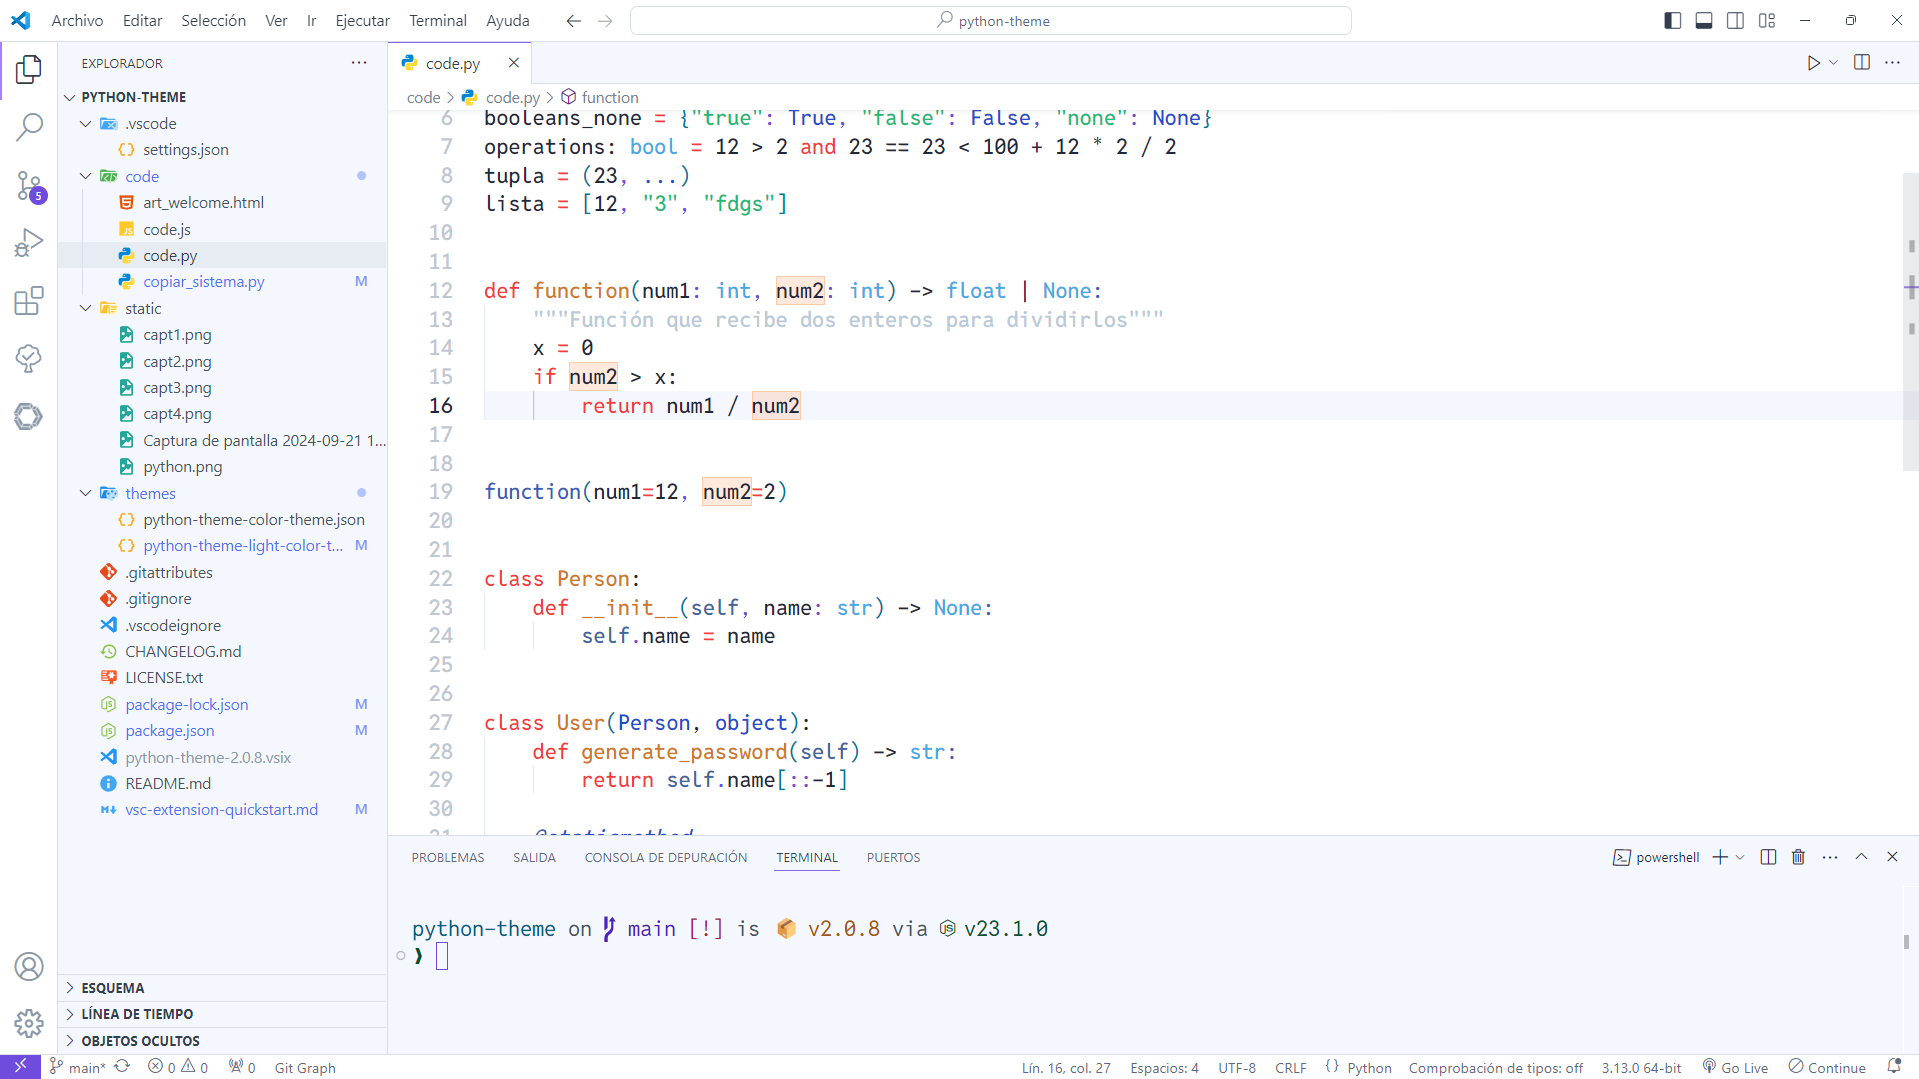 Archivo Editar Selección Ver Ir Ejecutar Terminal Ayuda python-theme
EXPLORADOR
PYTHON-THEME
.vscode
settings.json
code
art_welcome.html
code.js
code.py
copiar_sistema.py M
static
capt1.png
capt2.png
capt3.png
capt4.png
Captura de pantalla 2024-09-21 1...
python.png
themes
python-theme-color-theme.json
python-theme-light-color-t... M
.gitattributes
.gitignore
.vscodeignore
CHANGELOG.md
LICENSE.txt
package-lock.json M
package.json M
python-theme-2.0.8.vsix
README.md
vsc-extension-quickstart.md M
ESQUEMA
LÍNEA DE TIEMPO
OBJETOS OCULTOS
5
code.py
code > code.py > function
6 booleans_none = {"true": True, "false": False, "none": None}
7 operations: bool = 12 > 2 and 23 == 23 < 100 + 12 * 2 / 2
8 tupla = (23, ...)
9 lista = [12, "3", "fdgs"]
10
11
12 def function(num1: int, num2: int) -> float | None:
13 """Función que recibe dos enteros para dividirlos"""
14 x = 0
15 if num2 > x:
16 return num1 / num2
17
18
19 function(num1=12, num2=2)
20
21
22 class Person:
23 def __init__(self, name: str) -> None:
24 self.name = name
25
26
27 class User(Person, object):
28 def generate_password(self) -> str:
29 return self.name[::-1]
30
31 @staticmethod
PROBLEMAS SALIDA CONSOLA DE DEPURACIÓN TERMINAL PUERTOS powershell
python-theme on main [!] is v2.0.8 via v23.1.0
❯
main* 0 0 0 Git Graph Lín. 16, col. 27 Espacios: 4 UTF-8 CRLF {} Python Comprobación de tipos: off 3.13.0 64-bit Go Live Continue